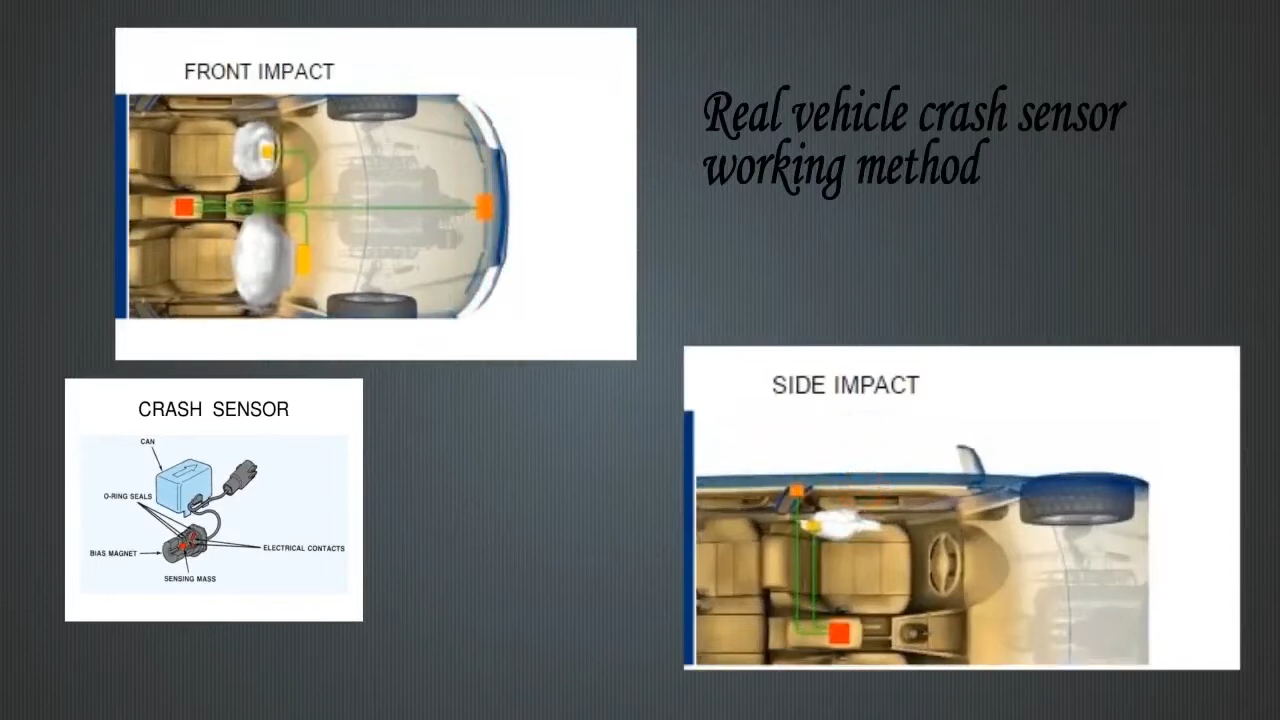 FRONT IMPACT
Real vehicle crash sensor
working method
SIDE IMPACT
CRASH SENSOR
CAN
O-RING SEALS
BIAS MAGNET
ELECTRICAL CONTACTS
SENSING MASS